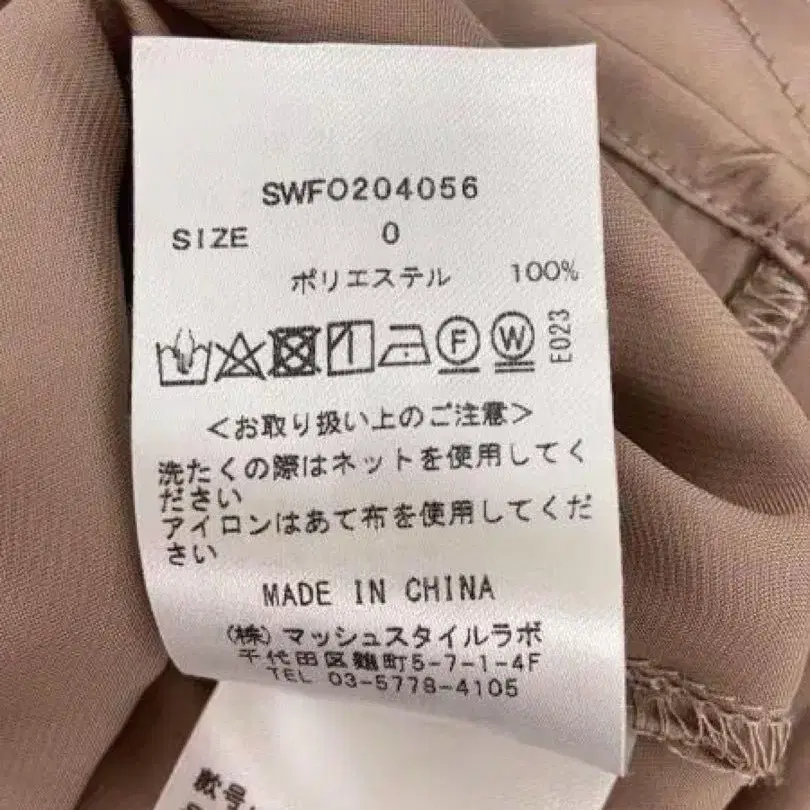 SWFO204056
SIZE 0
ポリエステル 100%
F W E023
<お取り扱い上のご注意>
洗たくの際はネットを使用してく
ださい
アイロンはあて布を使用してくだ
さい
MADE IN CHINA
(株)マッシュスタイルラボ
千代田区麹町5-7-1-4F
TEL 03-5778-4105
款号